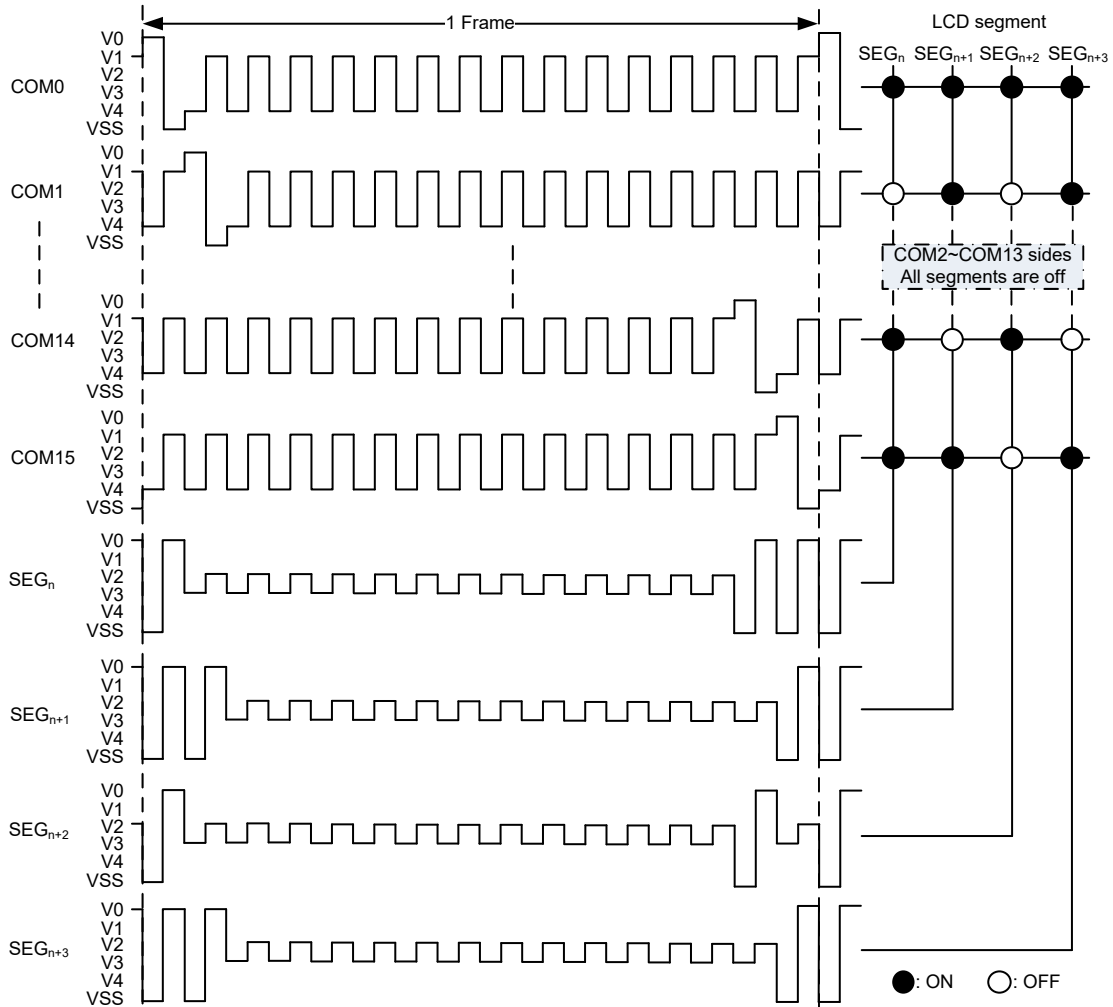 1 Frame
LCD segment
SEGn SEGn+1 SEGn+2 SEGn+3
COM0
V0
V1
V2
V3
V4
VSS
COM1
V0
V1
V2
V3
V4
VSS
COM2~COM13 sides
All segments are off
COM14
V0
V1
V2
V3
V4
VSS
COM15
V0
V1
V2
V3
V4
VSS
SEGn
V0
V1
V2
V3
V4
VSS
SEGn+1
V0
V1
V2
V3
V4
VSS
SEGn+2
V0
V1
V2
V3
V4
VSS
SEGn+3
V0
V1
V2
V3
V4
VSS
: ON : OFF